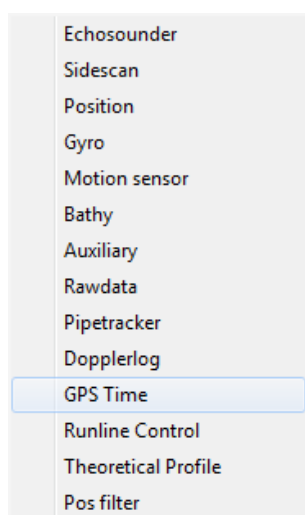 Echosounder
Sidescan
Position
Gyro
Motion sensor
Bathy
Auxiliary
Rawdata
Pipetracker
Dopplerlog
GPS Time
Runline Control
Theoretical Profile
Pos filter